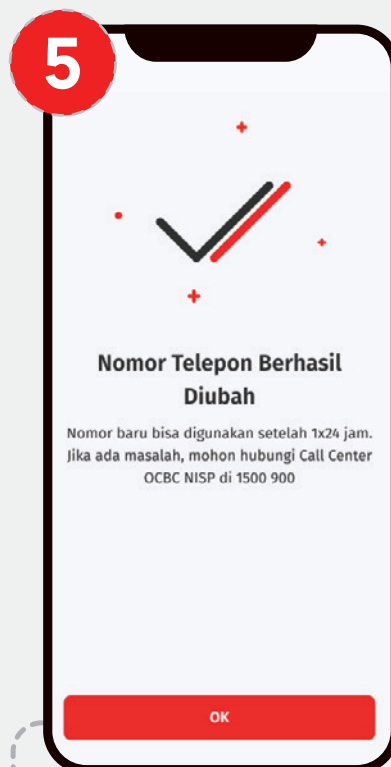 5
Nomor Telepon Berhasil
Diubah
Nomor baru bisa digunakan setelah 1x24 jam.
Jika ada masalah, mohon hubungi Call Center
OCBC NISP di 1500 900
OK